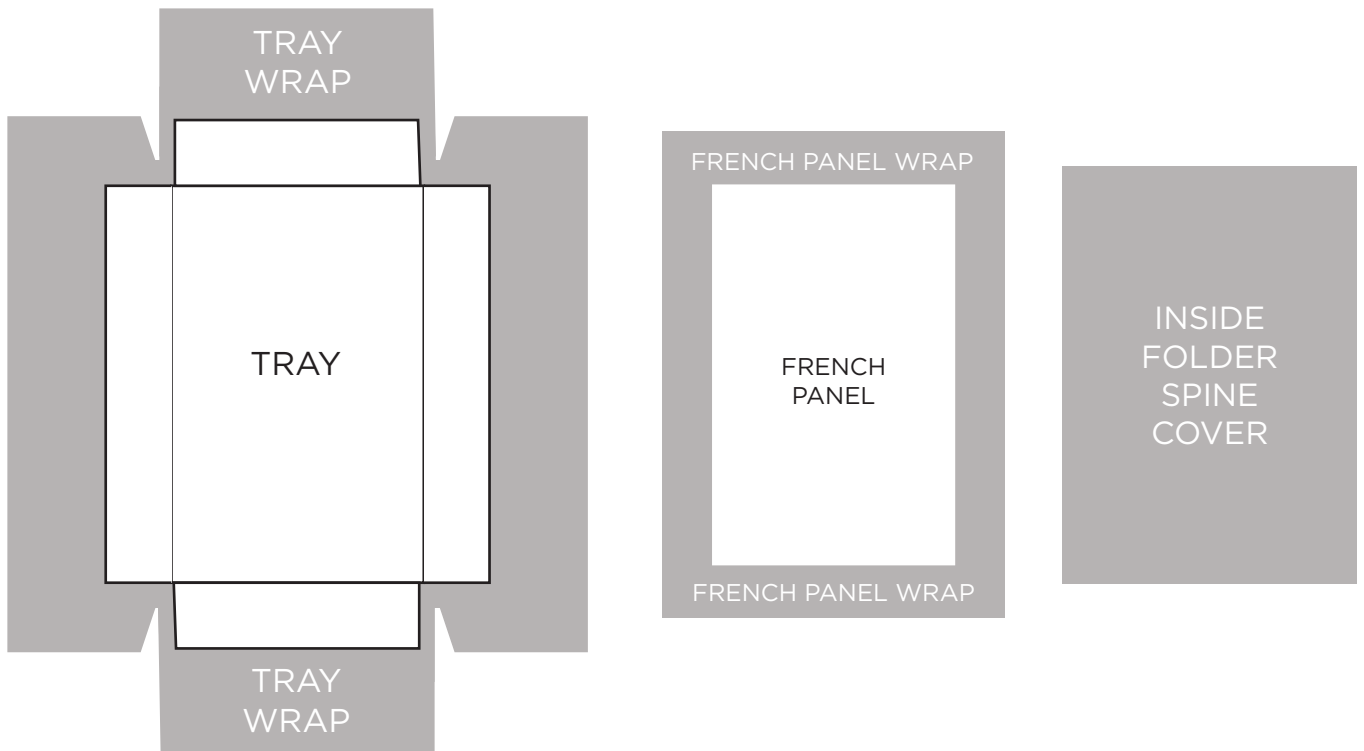 TRAY
WRAP
TRAY
TRAY
WRAP
FRENCH PANEL WRAP
FRENCH
PANEL
FRENCH PANEL WRAP
INSIDE
FOLDER
SPINE
COVER